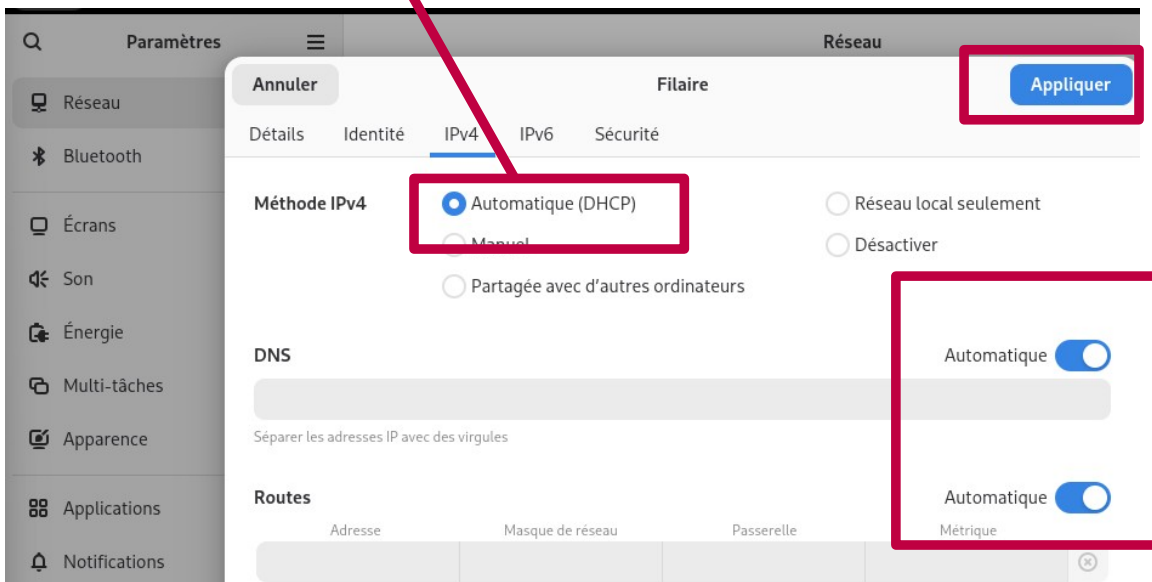 Paramètres
Réseau
Annuler
Filaire
Appliquer
Réseau
Bluetooth
Écrans
Son
Énergie
Multi-tâches
Apparence
Applications
Notifications
Détails Identité IPv4 IPv6 Sécurité
Méthode IPv4
Automatique (DHCP)
Réseau local seulement
Manuel
Désactiver
Partagée avec d'autres ordinateurs
DNS
Automatique
Séparer les adresses IP avec des virgules
Routes
Automatique
Adresse Masque de réseau Passerelle Métrique